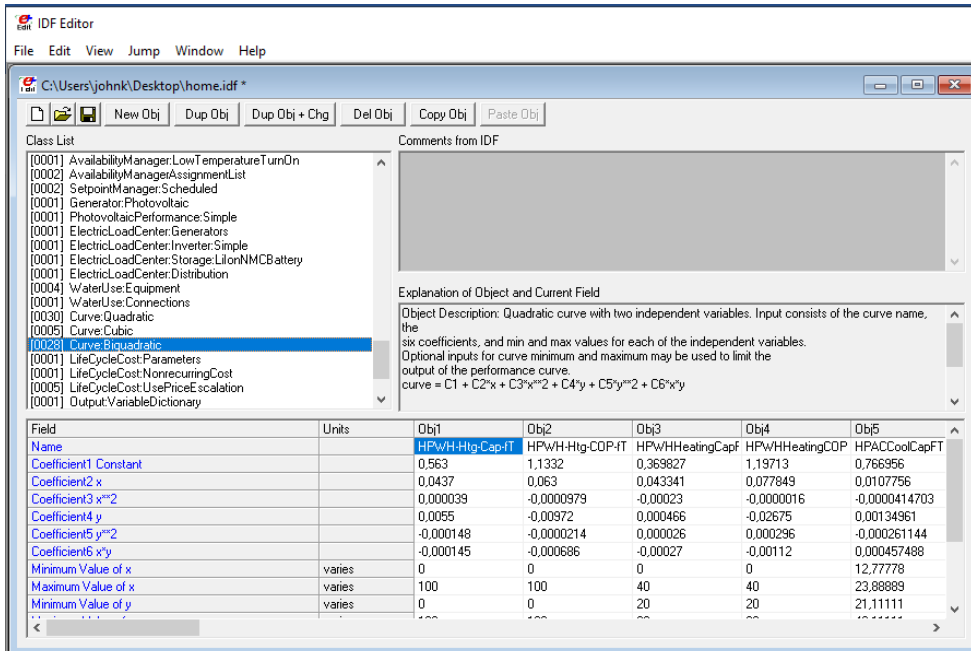 IDF Editor
File Edit View Jump Window Help
C:\Users\johnk\Desktop\home.idf *
New Obj Dup Obj Dup Obj + Chg Del Obj Copy Obj Paste Obj
Class List
[0001] AvailabilityManager:LowTemperatureTurnOn
[0002] AvailabilityManagerAssignmentList
[0002] SetpointManager:Scheduled
[0001] Generator:Photovoltaic
[0001] PhotovoltaicPerformance:Simple
[0001] ElectricLoadCenter:Generators
[0001] ElectricLoadCenter:Inverter:Simple
[0001] ElectricLoadCenter:Storage:LiIonNMCBattery
[0001] ElectricLoadCenter:Distribution
[0004] WaterUse:Equipment
[0001] WaterUse:Connections
[0030] Curve:Quadratic
[0005] Curve:Cubic
[0028] Curve:Biquadratic
[0001] LifeCycleCost:Parameters
[0001] LifeCycleCost:NonrecurringCost
[0005] LifeCycleCost:UsePriceEscalation
[0001] Output:VariableDictionary
Comments from IDF
Explanation of Object and Current Field
Object Description: Quadratic curve with two independent variables. Input consists of the curve name,
the
six coefficients, and min and max values for each of the independent variables.
Optional inputs for curve minimum and maximum may be used to limit the
output of the performance curve.
curve = C1 + C2*x + C3*x**2 + C4*y + C5*y**2 + C6*x*y
Field Units Obj1 Obj2 Obj3 Obj4 Obj5
Name HPWH-Htg-Cap-fT HPWH-Htg-COP-fT HPWHHeatingCapF HPWHHeatingCOP HPACCoolCapFT
Coefficient1 Constant 0,563 1,1332 0,369827 1,19713 0,766956
Coefficient2 x 0,0437 0,063 0,043341 0,077849 0,0107756
Coefficient3 x**2 0,000039 -0,0000979 -0,00023 -0,0000016 -0,0000414703
Coefficient4 y 0,0055 -0,00972 0,000466 -0,02675 0,00134961
Coefficient5 y**2 -0,000148 -0,0000214 0,000026 0,000296 -0,000261144
Coefficient6 x*y -0,000145 -0,000686 -0,00027 -0,00112 0,000457488
Minimum Value of x varies 0 0 0 0 12,77778
Maximum Value of x varies 100 100 40 40 23,88889
Minimum Value of y varies 0 0 20 20 21,11111